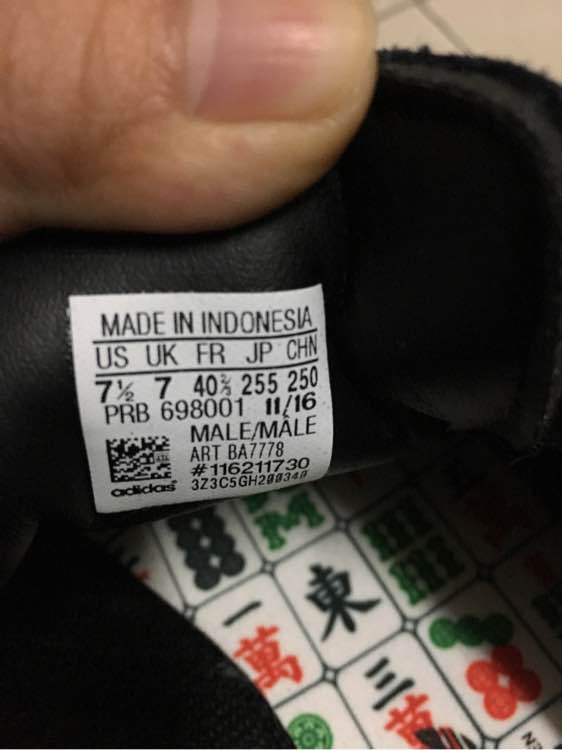 MADE IN INDONESIA
US UK FR JP CHN
7½ 7 40⅔ 255 250
PRB 698001 11/16
MALE/MÂLE
ART BA7778
#116211730
adidas
東
一
萬
三
萬